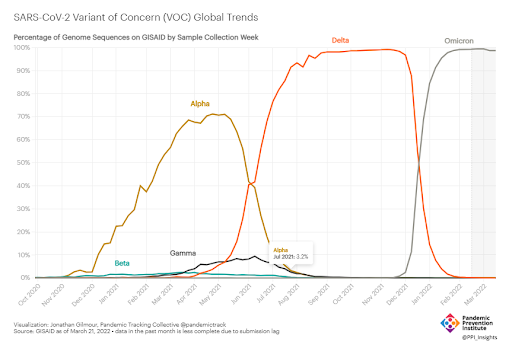 SARS-CoV-2 Variant of Concern (VOC) Global Trends
Percentage of Genome Sequences on GISAID by Sample Collection Week
100%
90%
80%
70%
60%
50%
40%
30%
20%
10%
0%
Alpha
Delta
Omicron
Gamma
Beta
Alpha
Jul 2021: 3.2%
Oct 2020
Nov 2020
Dec 2020
Jan 2021
Feb 2021
Mar 2021
Apr 2021
May 2021
Jun 2021
Jul 2021
Aug 2021
Sep 2021
Oct 2021
Nov 2021
Dec 2021
Jan 2022
Feb 2022
Mar 2022
Visualization: Jonathan Gilmour, Pandemic Tracking Collective @pandemictrack
Source: GISAID as of March 21, 2022 • data in the past month is less complete due to submission lag
Pandemic
Prevention
Institute
@PPI_Insights